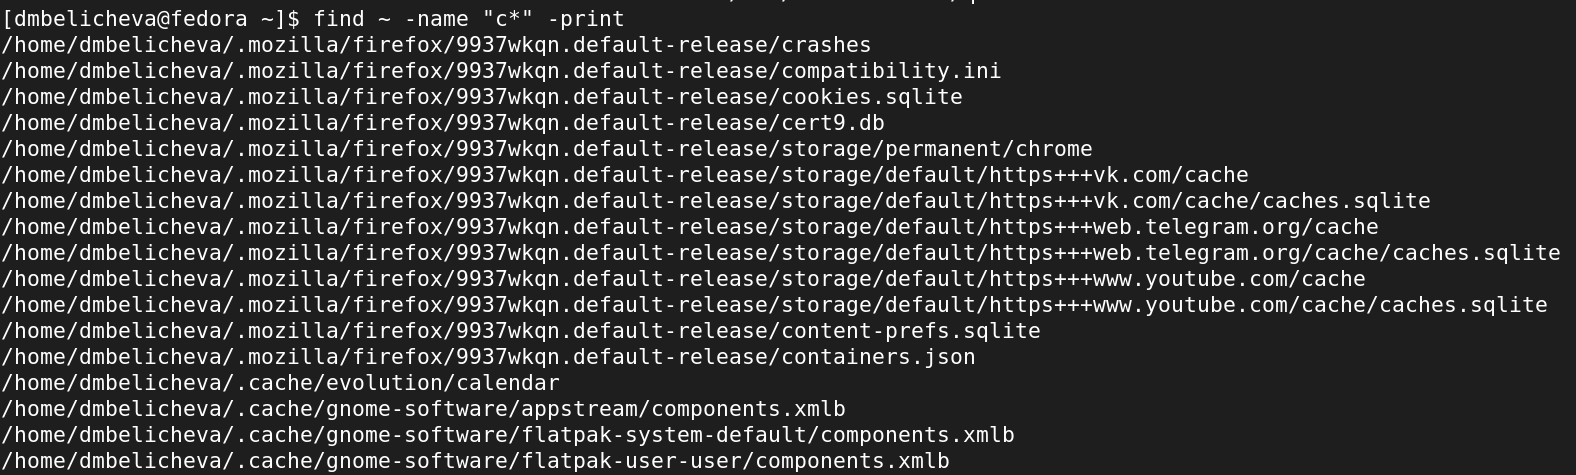 [dmbelicheva@fedora ~]$ find ~ -name "c*" -print
/home/dmbelicheva/.mozilla/firefox/9937wkqn.default-release/crashes
/home/dmbelicheva/.mozilla/firefox/9937wkqn.default-release/compatibility.ini
/home/dmbelicheva/.mozilla/firefox/9937wkqn.default-release/cookies.sqlite
/home/dmbelicheva/.mozilla/firefox/9937wkqn.default-release/cert9.db
/home/dmbelicheva/.mozilla/firefox/9937wkqn.default-release/storage/permanent/chrome
/home/dmbelicheva/.mozilla/firefox/9937wkqn.default-release/storage/default/https+++vk.com/cache
/home/dmbelicheva/.mozilla/firefox/9937wkqn.default-release/storage/default/https+++vk.com/cache/caches.sqlite
/home/dmbelicheva/.mozilla/firefox/9937wkqn.default-release/storage/default/https+++web.telegram.org/cache
/home/dmbelicheva/.mozilla/firefox/9937wkqn.default-release/storage/default/https+++web.telegram.org/cache/caches.sqlite
/home/dmbelicheva/.mozilla/firefox/9937wkqn.default-release/storage/default/https+++www.youtube.com/cache
/home/dmbelicheva/.mozilla/firefox/9937wkqn.default-release/storage/default/https+++www.youtube.com/cache/caches.sqlite
/home/dmbelicheva/.mozilla/firefox/9937wkqn.default-release/content-prefs.sqlite
/home/dmbelicheva/.mozilla/firefox/9937wkqn.default-release/containers.json
/home/dmbelicheva/.cache/evolution/calendar
/home/dmbelicheva/.cache/gnome-software/appstream/components.xmlb
/home/dmbelicheva/.cache/gnome-software/flatpak-system-default/components.xmlb
/home/dmbelicheva/.cache/gnome-software/flatpak-user-user/components.xmlb